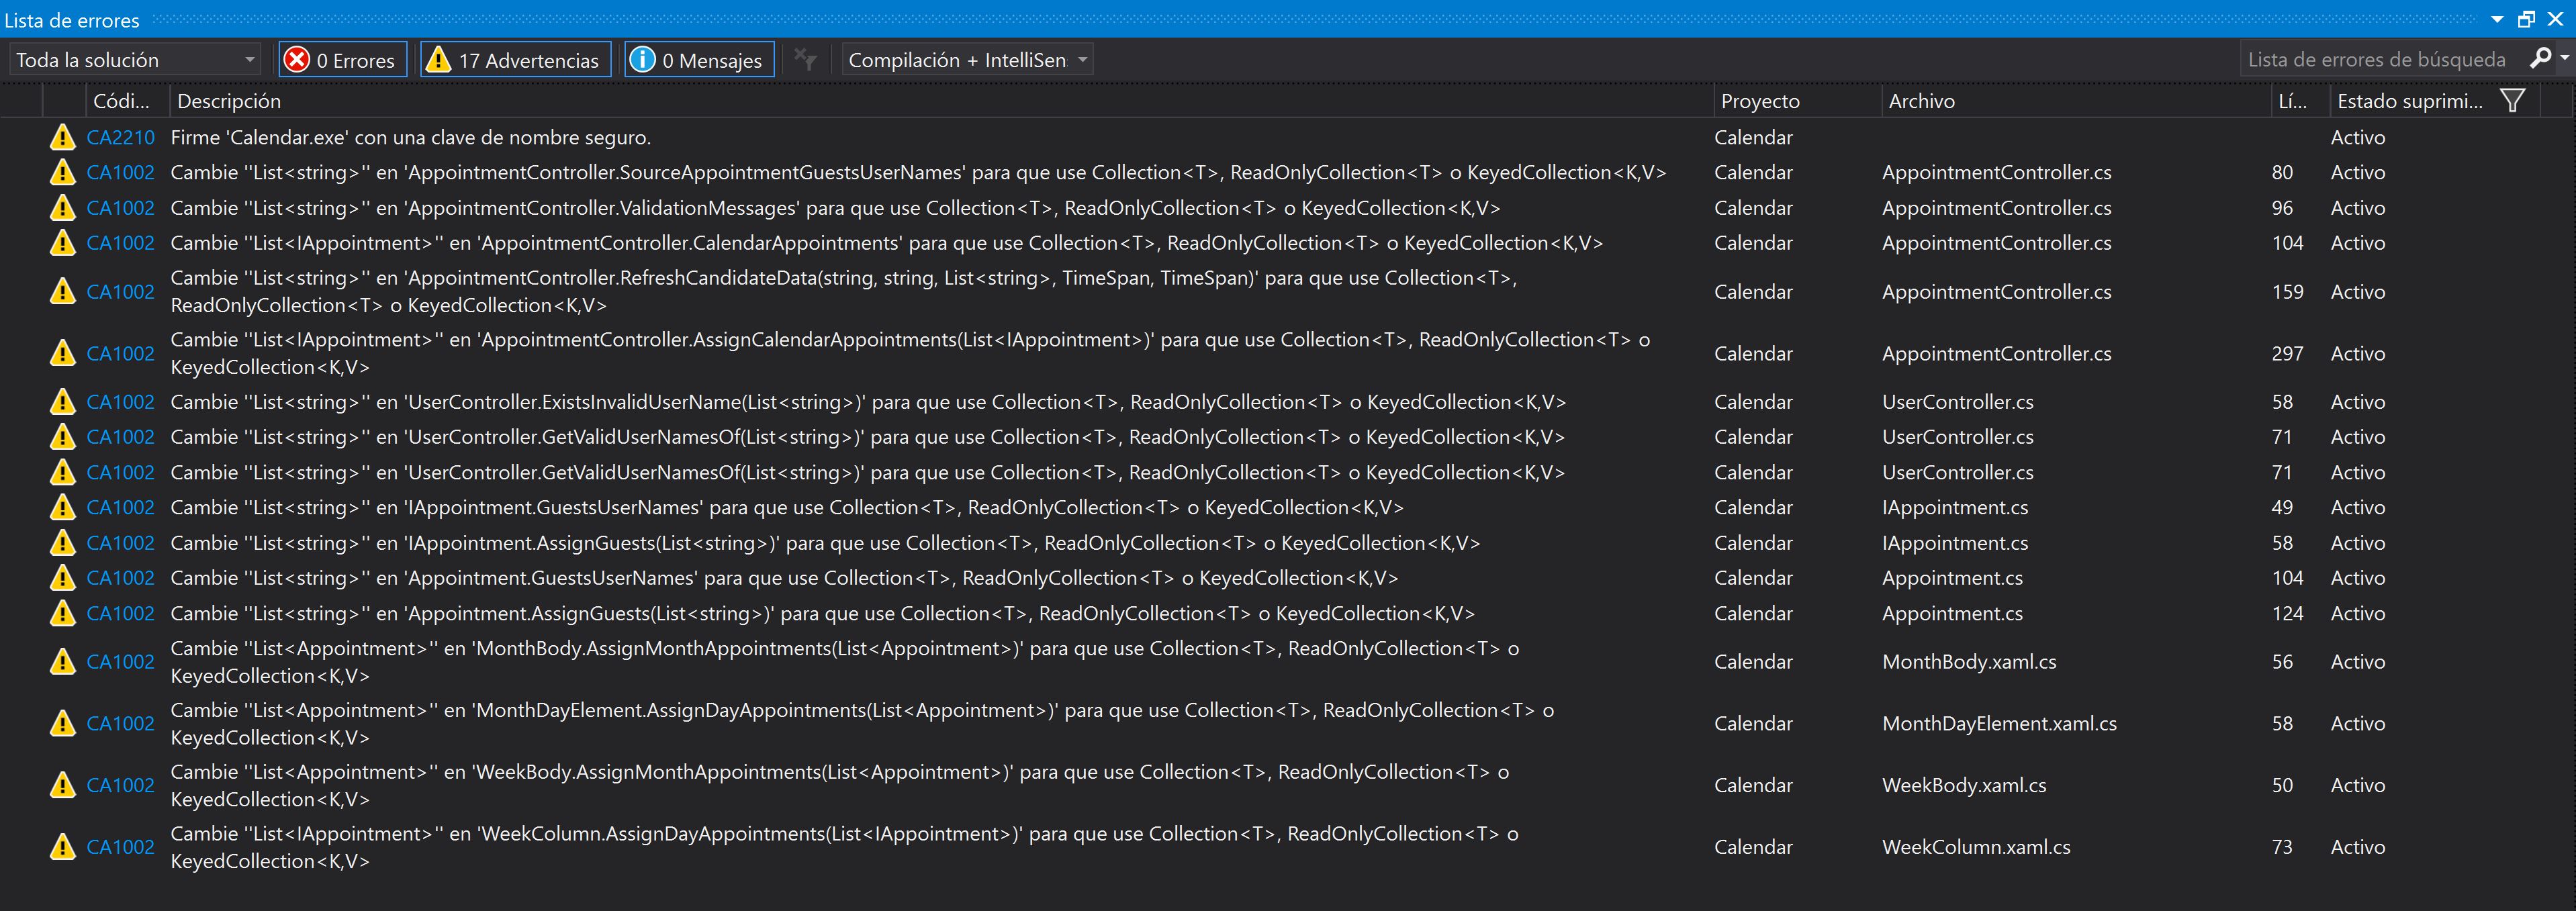 Lista de errores
Toda la solución
0 Errores
17 Advertencias
0 Mensajes
Compilación + IntelliSen
Lista de errores de búsqueda
Códi... Descripción Proyecto Archivo Lí... Estado suprimi...
CA2210 Firme 'Calendar.exe' con una clave de nombre seguro. Calendar Activo
CA1002 Cambie ''List<string>'' en 'AppointmentController.SourceAppointmentGuestsUserNames' para que use Collection<T>, ReadOnlyCollection<T> o KeyedCollection<K,V> Calendar AppointmentController.cs 80 Activo
CA1002 Cambie ''List<string>'' en 'AppointmentController.ValidationMessages' para que use Collection<T>, ReadOnlyCollection<T> o KeyedCollection<K,V> Calendar AppointmentController.cs 96 Activo
CA1002 Cambie ''List<IAppointment>'' en 'AppointmentController.CalendarAppointments' para que use Collection<T>, ReadOnlyCollection<T> o KeyedCollection<K,V> Calendar AppointmentController.cs 104 Activo
CA1002 Cambie ''List<string>'' en 'AppointmentController.RefreshCandidateData(string, string, List<string>, TimeSpan, TimeSpan)' para que use Collection<T>,
ReadOnlyCollection<T> o KeyedCollection<K,V> Calendar AppointmentController.cs 159 Activo
CA1002 Cambie ''List<IAppointment>'' en 'AppointmentController.AssignCalendarAppointments(List<IAppointment>)' para que use Collection<T>, ReadOnlyCollection<T> o
KeyedCollection<K,V> Calendar AppointmentController.cs 297 Activo
CA1002 Cambie ''List<string>'' en 'UserController.ExistsInvalidUserName(List<string>)' para que use Collection<T>, ReadOnlyCollection<T> o KeyedCollection<K,V> Calendar UserController.cs 58 Activo
CA1002 Cambie ''List<string>'' en 'UserController.GetValidUserNamesOf(List<string>)' para que use Collection<T>, ReadOnlyCollection<T> o KeyedCollection<K,V> Calendar UserController.cs 71 Activo
CA1002 Cambie ''List<string>'' en 'UserController.GetValidUserNamesOf(List<string>)' para que use Collection<T>, ReadOnlyCollection<T> o KeyedCollection<K,V> Calendar UserController.cs 71 Activo
CA1002 Cambie ''List<string>'' en 'IAppointment.GuestsUserNames' para que use Collection<T>, ReadOnlyCollection<T> o KeyedCollection<K,V> Calendar IAppointment.cs 49 Activo
CA1002 Cambie ''List<string>'' en 'IAppointment.AssignGuests(List<string>)' para que use Collection<T>, ReadOnlyCollection<T> o KeyedCollection<K,V> Calendar IAppointment.cs 58 Activo
CA1002 Cambie ''List<string>'' en 'Appointment.GuestsUserNames' para que use Collection<T>, ReadOnlyCollection<T> o KeyedCollection<K,V> Calendar Appointment.cs 104 Activo
CA1002 Cambie ''List<string>'' en 'Appointment.AssignGuests(List<string>)' para que use Collection<T>, ReadOnlyCollection<T> o KeyedCollection<K,V> Calendar Appointment.cs 124 Activo
CA1002 Cambie ''List<Appointment>'' en 'MonthBody.AssignMonthAppointments(List<Appointment>)' para que use Collection<T>, ReadOnlyCollection<T> o
KeyedCollection<K,V> Calendar MonthBody.xaml.cs 56 Activo
CA1002 Cambie ''List<Appointment>'' en 'MonthDayElement.AssignDayAppointments(List<Appointment>)' para que use Collection<T>, ReadOnlyCollection<T> o
KeyedCollection<K,V> Calendar MonthDayElement.xaml.cs 58 Activo
CA1002 Cambie ''List<Appointment>'' en 'WeekBody.AssignMonthAppointments(List<Appointment>)' para que use Collection<T>, ReadOnlyCollection<T> o
KeyedCollection<K,V> Calendar WeekBody.xaml.cs 50 Activo
CA1002 Cambie ''List<IAppointment>'' en 'WeekColumn.AssignDayAppointments(List<IAppointment>)' para que use Collection<T>, ReadOnlyCollection<T> o
KeyedCollection<K,V> Calendar WeekColumn.xaml.cs 73 Activo